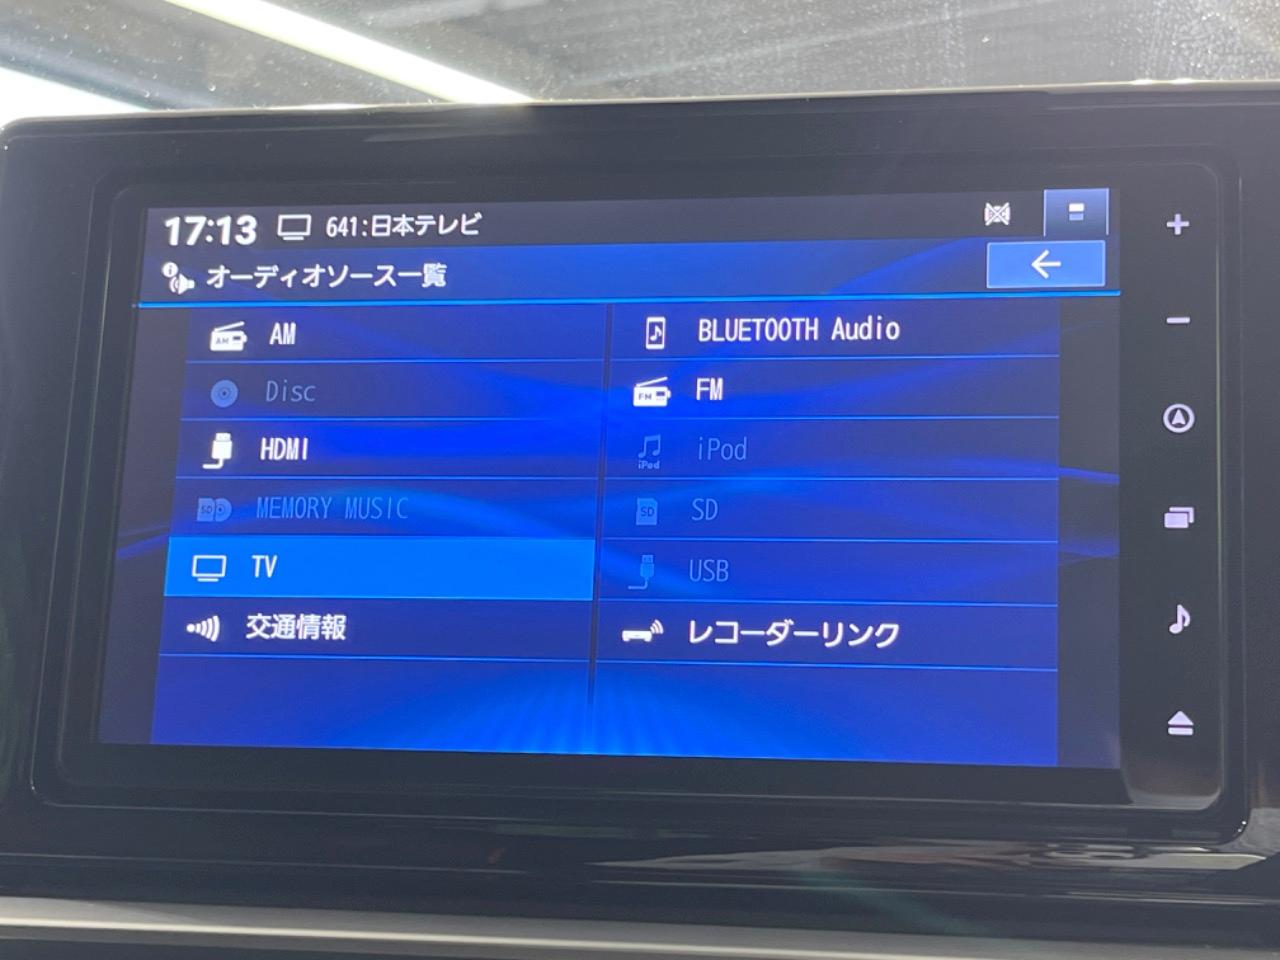 17:13 641:日本テレビ
オーディオソース一覧
AM
BLUETOOTH Audio
Disc
FM
HDMI
iPod
MEMORY MUSIC
SD
TV
USB
交通情報
レコーダーリンク